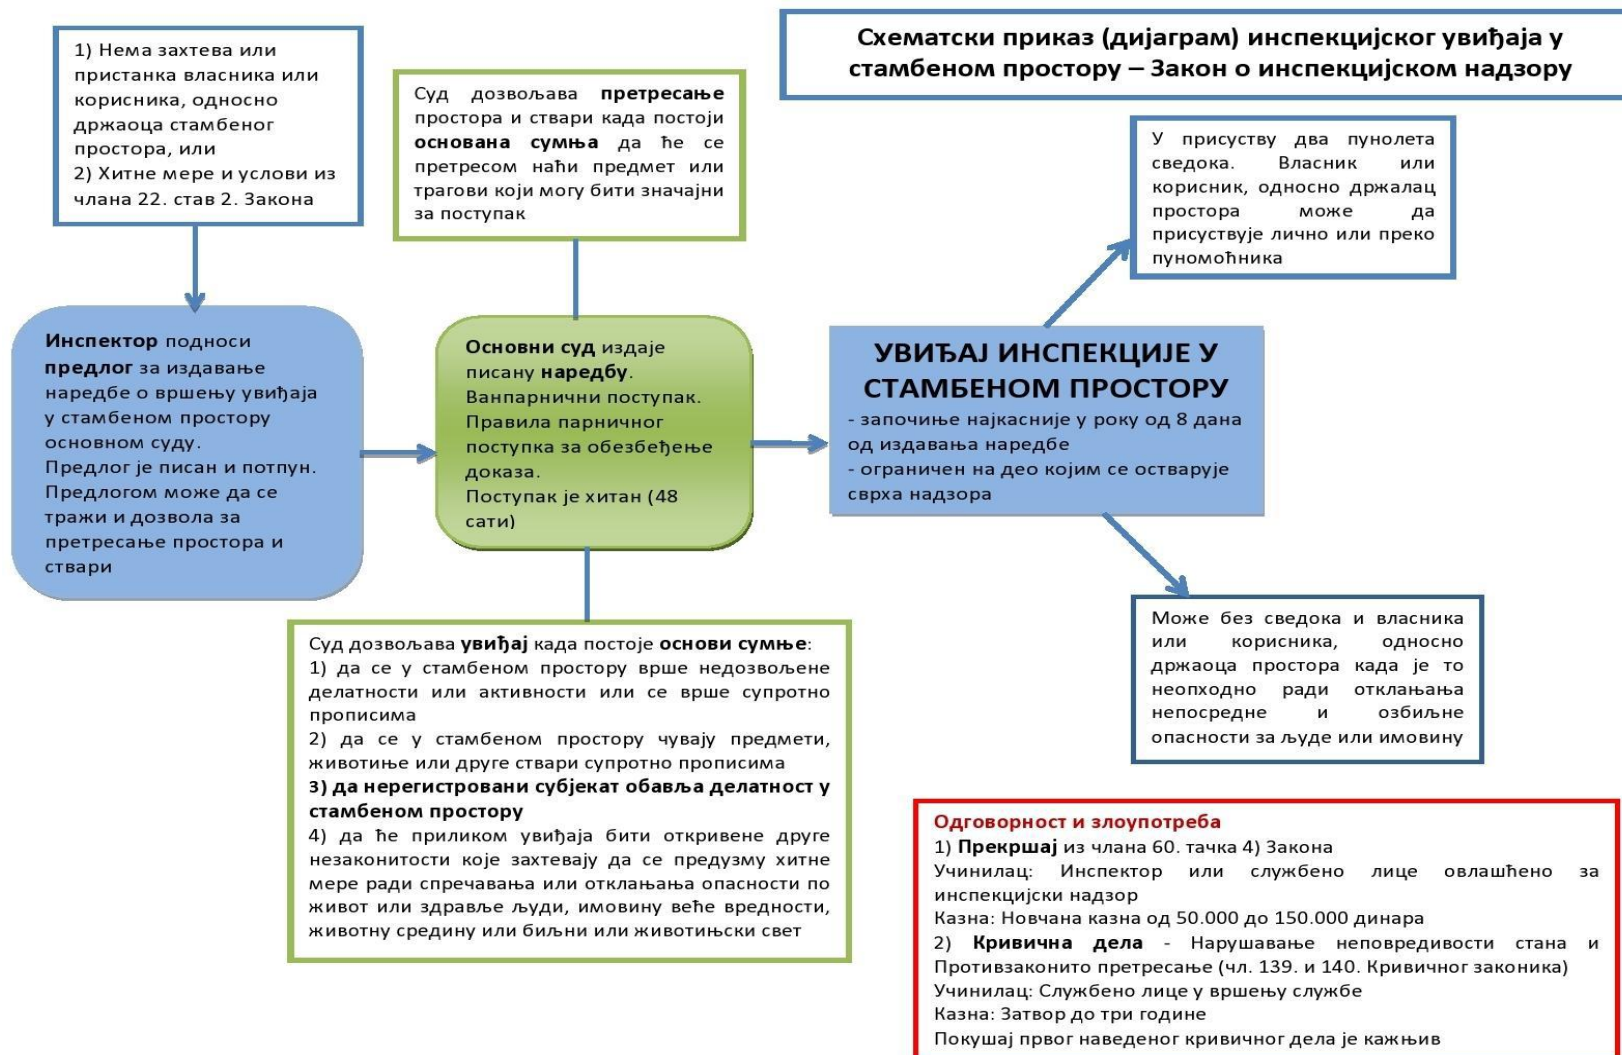 Схематски приказ (дијаграм) инспекцијског увиђаја у
стамбеном простору – Закон о инспекцијском надзору
1) Нема захтева или
пристанка власника или
корисника, односно
држаоца стамбеног
простора, или
2) Хитне мере и услови из
члана 22. став 2. Закона
Суд дозвољава претресање
простора и ствари када постоји
основана сумња да ће се
претресом наћи предмет или
трагови који могу бити значајни
за поступак
У присуству два пунолета
сведока. Власник или
корисник, односно држалац
простора може да
присуствује лично или преко
пуномоћника
Инспектор подноси
предлог за издавање
наредбе о вршењу увиђаја
у стамбеном простору
основном суду.
Предлог је писан и потпун.
Предлогом може да се
тражи и дозвола за
претресање простора и
ствари
Основни суд издаје
писану наредбу.
Ванпарнични поступак.
Правила парничног
поступка за обезбеђење
доказа.
Поступак је хитан (48
сати)
УВИЂАЈ ИНСПЕКЦИЈЕ У
СТАМБЕНОМ ПРОСТОРУ
- започиње најкасније у року од 8 дана
од издавања наредбе
- ограничен на део којим се остварује
сврха надзора
Суд дозвољава увиђај када постоје основи сумње:
1) да се у стамбеном простору врше недозвољене
делатности или активности или се врше супротно
прописима
2) да се у стамбеном простору чувају предмети,
животиње или друге ствари супротно прописима
3) да нерегистровани субјекат обавља делатност у
стамбеном простору
4) да ће приликом увиђаја бити откривене друге
незаконитости које захтевају да се предузму хитне
мере ради спречавања или отклањања опасности по
живот или здравље људи, имовину веће вредности,
животну средину или биљни или животињски свет
Може без сведока и власника
или корисника, односно
држаоца простора када је то
неопходно ради отклањања
непосредне и озбиљне
опасности за људе или имовину
Одговорност и злоупотреба
1) Прекршај из члана 60. тачка 4) Закона
Учинилац: Инспектор или службено лице овлашћено за
инспекцијски надзор
Казна: Новчана казна од 50.000 до 150.000 динара
2) Кривична дела - Нарушавање неповредивости стана и
Противзаконито претресање (чл. 139. и 140. Кривичног законика)
Учинилац: Службено лице у вршењу службе
Казна: Затвор до три године
Покушај првог наведеног кривичног дела је кажњив